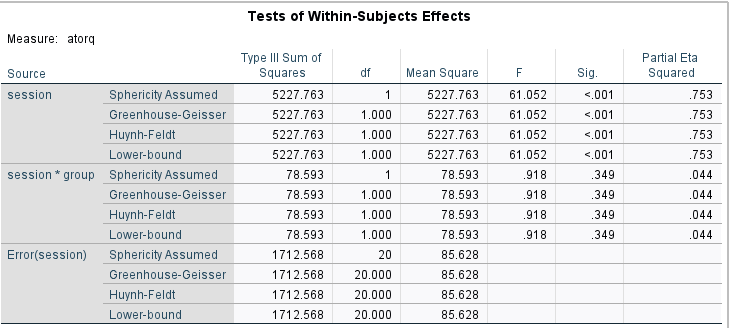 Tests of Within-Subjects Effects
Measure: atorq
Source Type III Sum of Squares df Mean Square F Sig. Partial Eta Squared
session Sphericity Assumed 5227.763 1 5227.763 61.052 <.001 .753
Greenhouse-Geisser 5227.763 1.000 5227.763 61.052 <.001 .753
Huynh-Feldt 5227.763 1.000 5227.763 61.052 <.001 .753
Lower-bound 5227.763 1.000 5227.763 61.052 <.001 .753
session * group Sphericity Assumed 78.593 1 78.593 .918 .349 .044
Greenhouse-Geisser 78.593 1.000 78.593 .918 .349 .044
Huynh-Feldt 78.593 1.000 78.593 .918 .349 .044
Lower-bound 78.593 1.000 78.593 .918 .349 .044
Error(session) Sphericity Assumed 1712.568 20 85.628
Greenhouse-Geisser 1712.568 20.000 85.628
Huynh-Feldt 1712.568 20.000 85.628
Lower-bound 1712.568 20.000 85.628